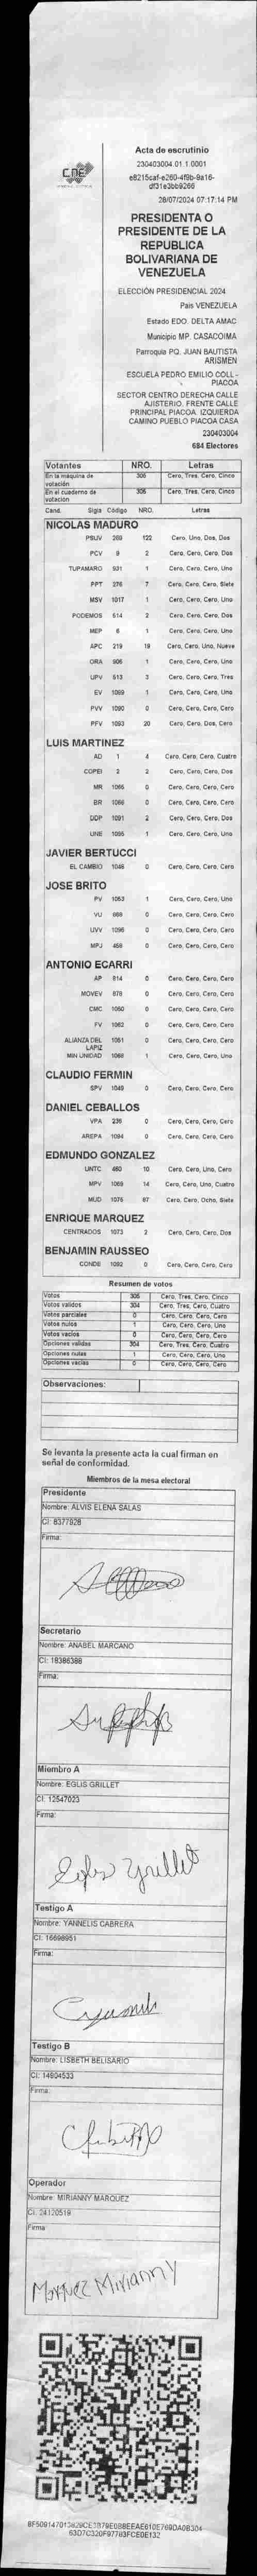 CNE
Acta de escrutinio
230403004.01.1.0001
e8215caf-e260-4f9b-9a16-
df31e3bb9266
28/07/2024 07:17:14 PM
PRESIDENTA O
PRESIDENTE DE LA
REPUBLICA
BOLIVARIANA DE
VENEZUELA
ELECCIÓN PRESIDENCIAL 2024
País VENEZUELA
Estado EDO. DELTA AMAC
Municipio MP. CASACOIMA
Parroquia PQ. JUAN BAUTISTA
ARISMEN
ESCUELA PEDRO EMILIO COLL -
PIACOA
SECTOR CENTRO DERECHA CALLE
AJISTERIO. FRENTE CALLE
PRINCIPAL PIACOA IZQUIERDA
CAMINO PUEBLO PIACOA CASA
230403004
684 Electores
Votantes NRO. Letras
En la máquina de votación 305 Cero, Tres, Cero, Cinco
En el cuaderno de votación 305 Cero, Tres, Cero, Cinco
Cand. Sigla Código NRO. Letras
NICOLAS MADURO
PSUV 269 122 Cero, Uno, Dos, Dos
PCV 9 2 Cero, Cero, Cero, Dos
TUPAMARO 931 1 Cero, Cero, Cero, Uno
PPT 276 7 Cero, Cero, Cero, Siete
MSV 1017 1 Cero, Cero, Cero, Uno
PODEMOS 514 2 Cero, Cero, Cero, Dos
MEP 6 1 Cero, Cero, Cero, Uno
APC 219 19 Cero, Cero, Uno, Nueve
ORA 906 1 Cero, Cero, Cero, Uno
UPV 513 3 Cero, Cero, Cero, Tres
EV 1089 1 Cero, Cero, Cero, Uno
PVV 1090 0 Cero, Cero, Cero, Cero
PFV 1093 20 Cero, Cero, Dos, Cero
LUIS MARTINEZ
AD 1 4 Cero, Cero, Cero, Cuatro
COPEI 2 2 Cero, Cero, Cero, Dos
MR 1065 0 Cero, Cero, Cero, Cero
BR 1086 0 Cero, Cero, Cero, Cero
DDP 1091 2 Cero, Cero, Cero, Dos
UNE 1095 1 Cero, Cero, Cero, Uno
JAVIER BERTUCCI
EL CAMBIO 1048 0 Cero, Cero, Cero, Cero
JOSE BRITO
PV 1053 1 Cero, Cero, Cero, Uno
VU 869 0 Cero, Cero, Cero, Cero
UVV 1096 0 Cero, Cero, Cero, Cero
MPJ 458 0 Cero, Cero, Cero, Cero
ANTONIO ECARRI
AP 814 0 Cero, Cero, Cero, Cero
MOVEV 878 0 Cero, Cero, Cero, Cero
CMC 1050 0 Cero, Cero, Cero, Cero
FV 1062 0 Cero, Cero, Cero, Cero
ALIANZA DEL LAPIZ 1051 0 Cero, Cero, Cero, Cero
MIN UNIDAD 1068 1 Cero, Cero, Cero, Uno
CLAUDIO FERMIN
SPV 1049 0 Cero, Cero, Cero, Cero
DANIEL CEBALLOS
VPA 236 0 Cero, Cero, Cero, Cero
AREPA 1094 0 Cero, Cero, Cero, Cero
EDMUNDO GONZALEZ
UNTC 460 10 Cero, Cero, Uno, Cero
MPV 1069 14 Cero, Cero, Uno, Cuatro
MUD 1076 87 Cero, Cero, Ocho, Siete
ENRIQUE MARQUEZ
CENTRADOS 1073 2 Cero, Cero, Cero, Dos
BENJAMIN RAUSSEO
CONDE 1092 0 Cero, Cero, Cero, Cero
Resumen de votos
Votos 305 Cero, Tres, Cero, Cinco
Votos validos 304 Cero, Tres, Cero, Cuatro
Votos parciales 0 Cero, Cero, Cero, Cero
Votos nulos 1 Cero, Cero, Cero, Uno
Votos vacíos 0 Cero, Cero, Cero, Cero
Opciones validas 304 Cero, Tres, Cero, Cuatro
Opciones nulas 1 Cero, Cero, Cero, Uno
Opciones vacías 0 Cero, Cero, Cero, Cero
Observaciones:
Se levanta la presente acta la cual firman en
señal de conformidad.
Miembros de la mesa electoral
Presidente
Nombre: ALVIS ELENA SALAS
CI: 8377928
Firma:
Secretario
Nombre: ANABEL MARCANO
CI: 18386388
Firma:
Miembro A
Nombre: EGLIS GRILLET
CI: 12547023
Firma:
Eglis Grillet
Testigo A
Nombre: YANNELIS CABRERA
CI: 16698951
Firma:
Testigo B
Nombre: LISBETH BELISARIO
CI: 14904533
Firma:
Operador
Nombre: MIRIANNY MARQUEZ
CI: 24120519
Firma
Marquez Mirianny